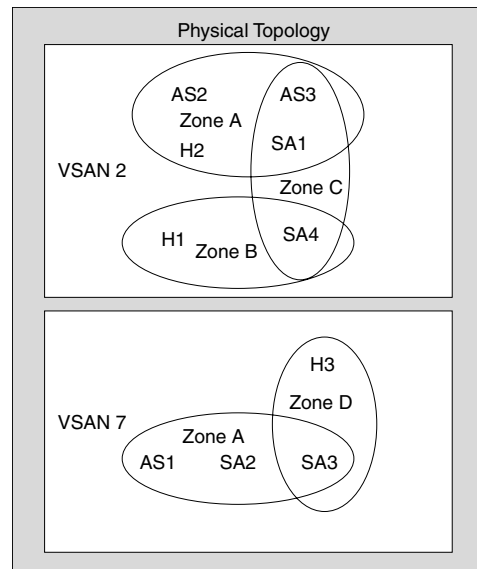 Physical Topology
AS2
AS3
Zone A
H2
SA1
VSAN 2
Zone C
H1
Zone B
SA4
H3
Zone D
VSAN 7
Zone A
AS1
SA2
SA3